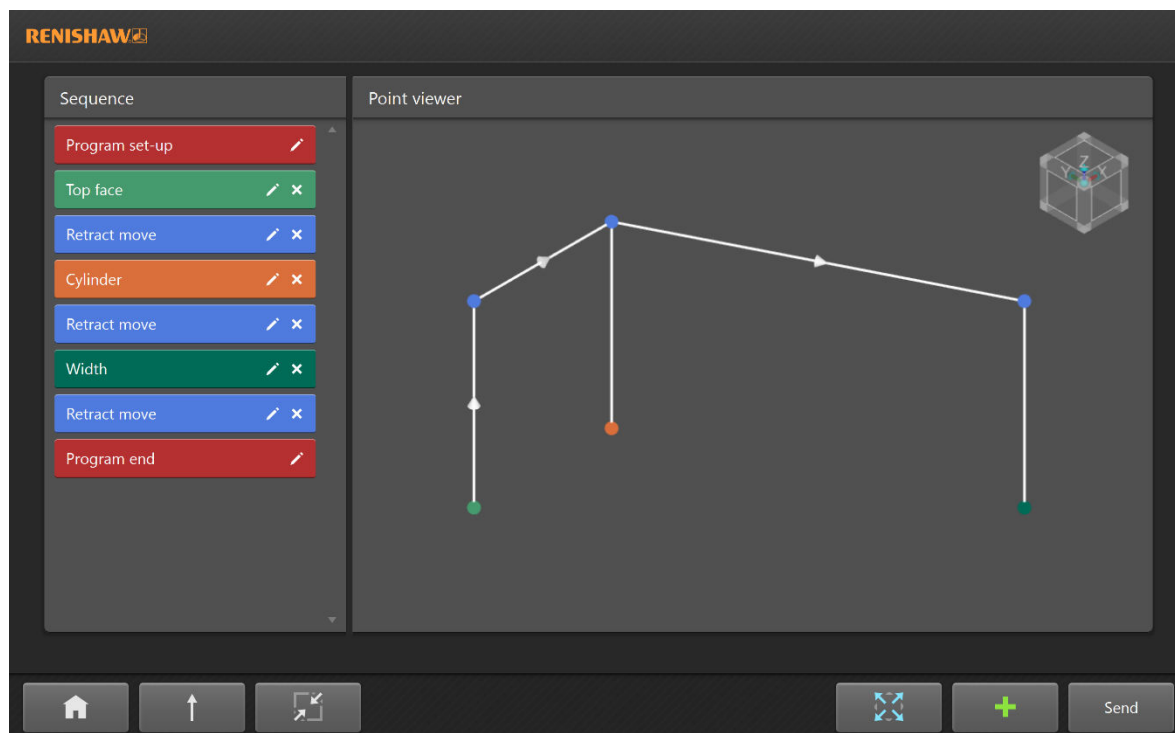 RENISHAW
Sequence
Point viewer
Program set-up
Top face
Retract move
Cylinder
Retract move
Width
Retract move
Program end
Z
Y
X
Send